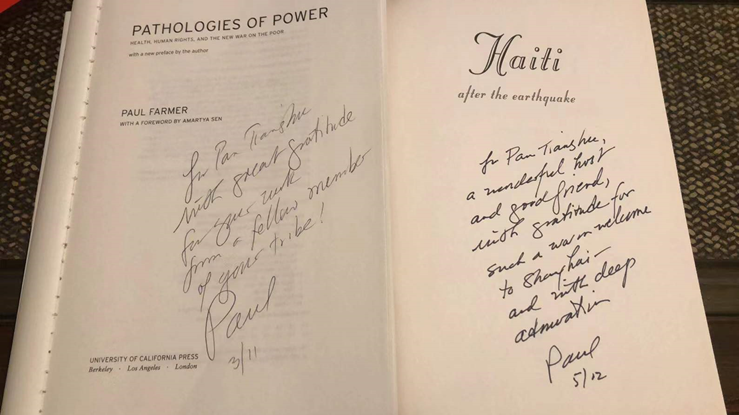 PATHOLOGIES OF POWER
HEALTH, HUMAN RIGHTS, AND THE NEW WAR ON THE POOR
with a new preface by the author
PAUL FARMER
WITH A FOREWORD BY AMARTYA SEN
for Pan Tianshu
with great gratitude
for your work
from a fellow member
of your tribe!
Paul
3/11
UNIVERSITY OF CALIFORNIA PRESS
Berkeley · Los Angeles · London
Haiti
after the earthquake
for Pan Tianshu,
a wonderful host
and good friend,
with gratitude for
such a warm welcome
to Shanghai—
and with deep
admiration
Paul
5/12